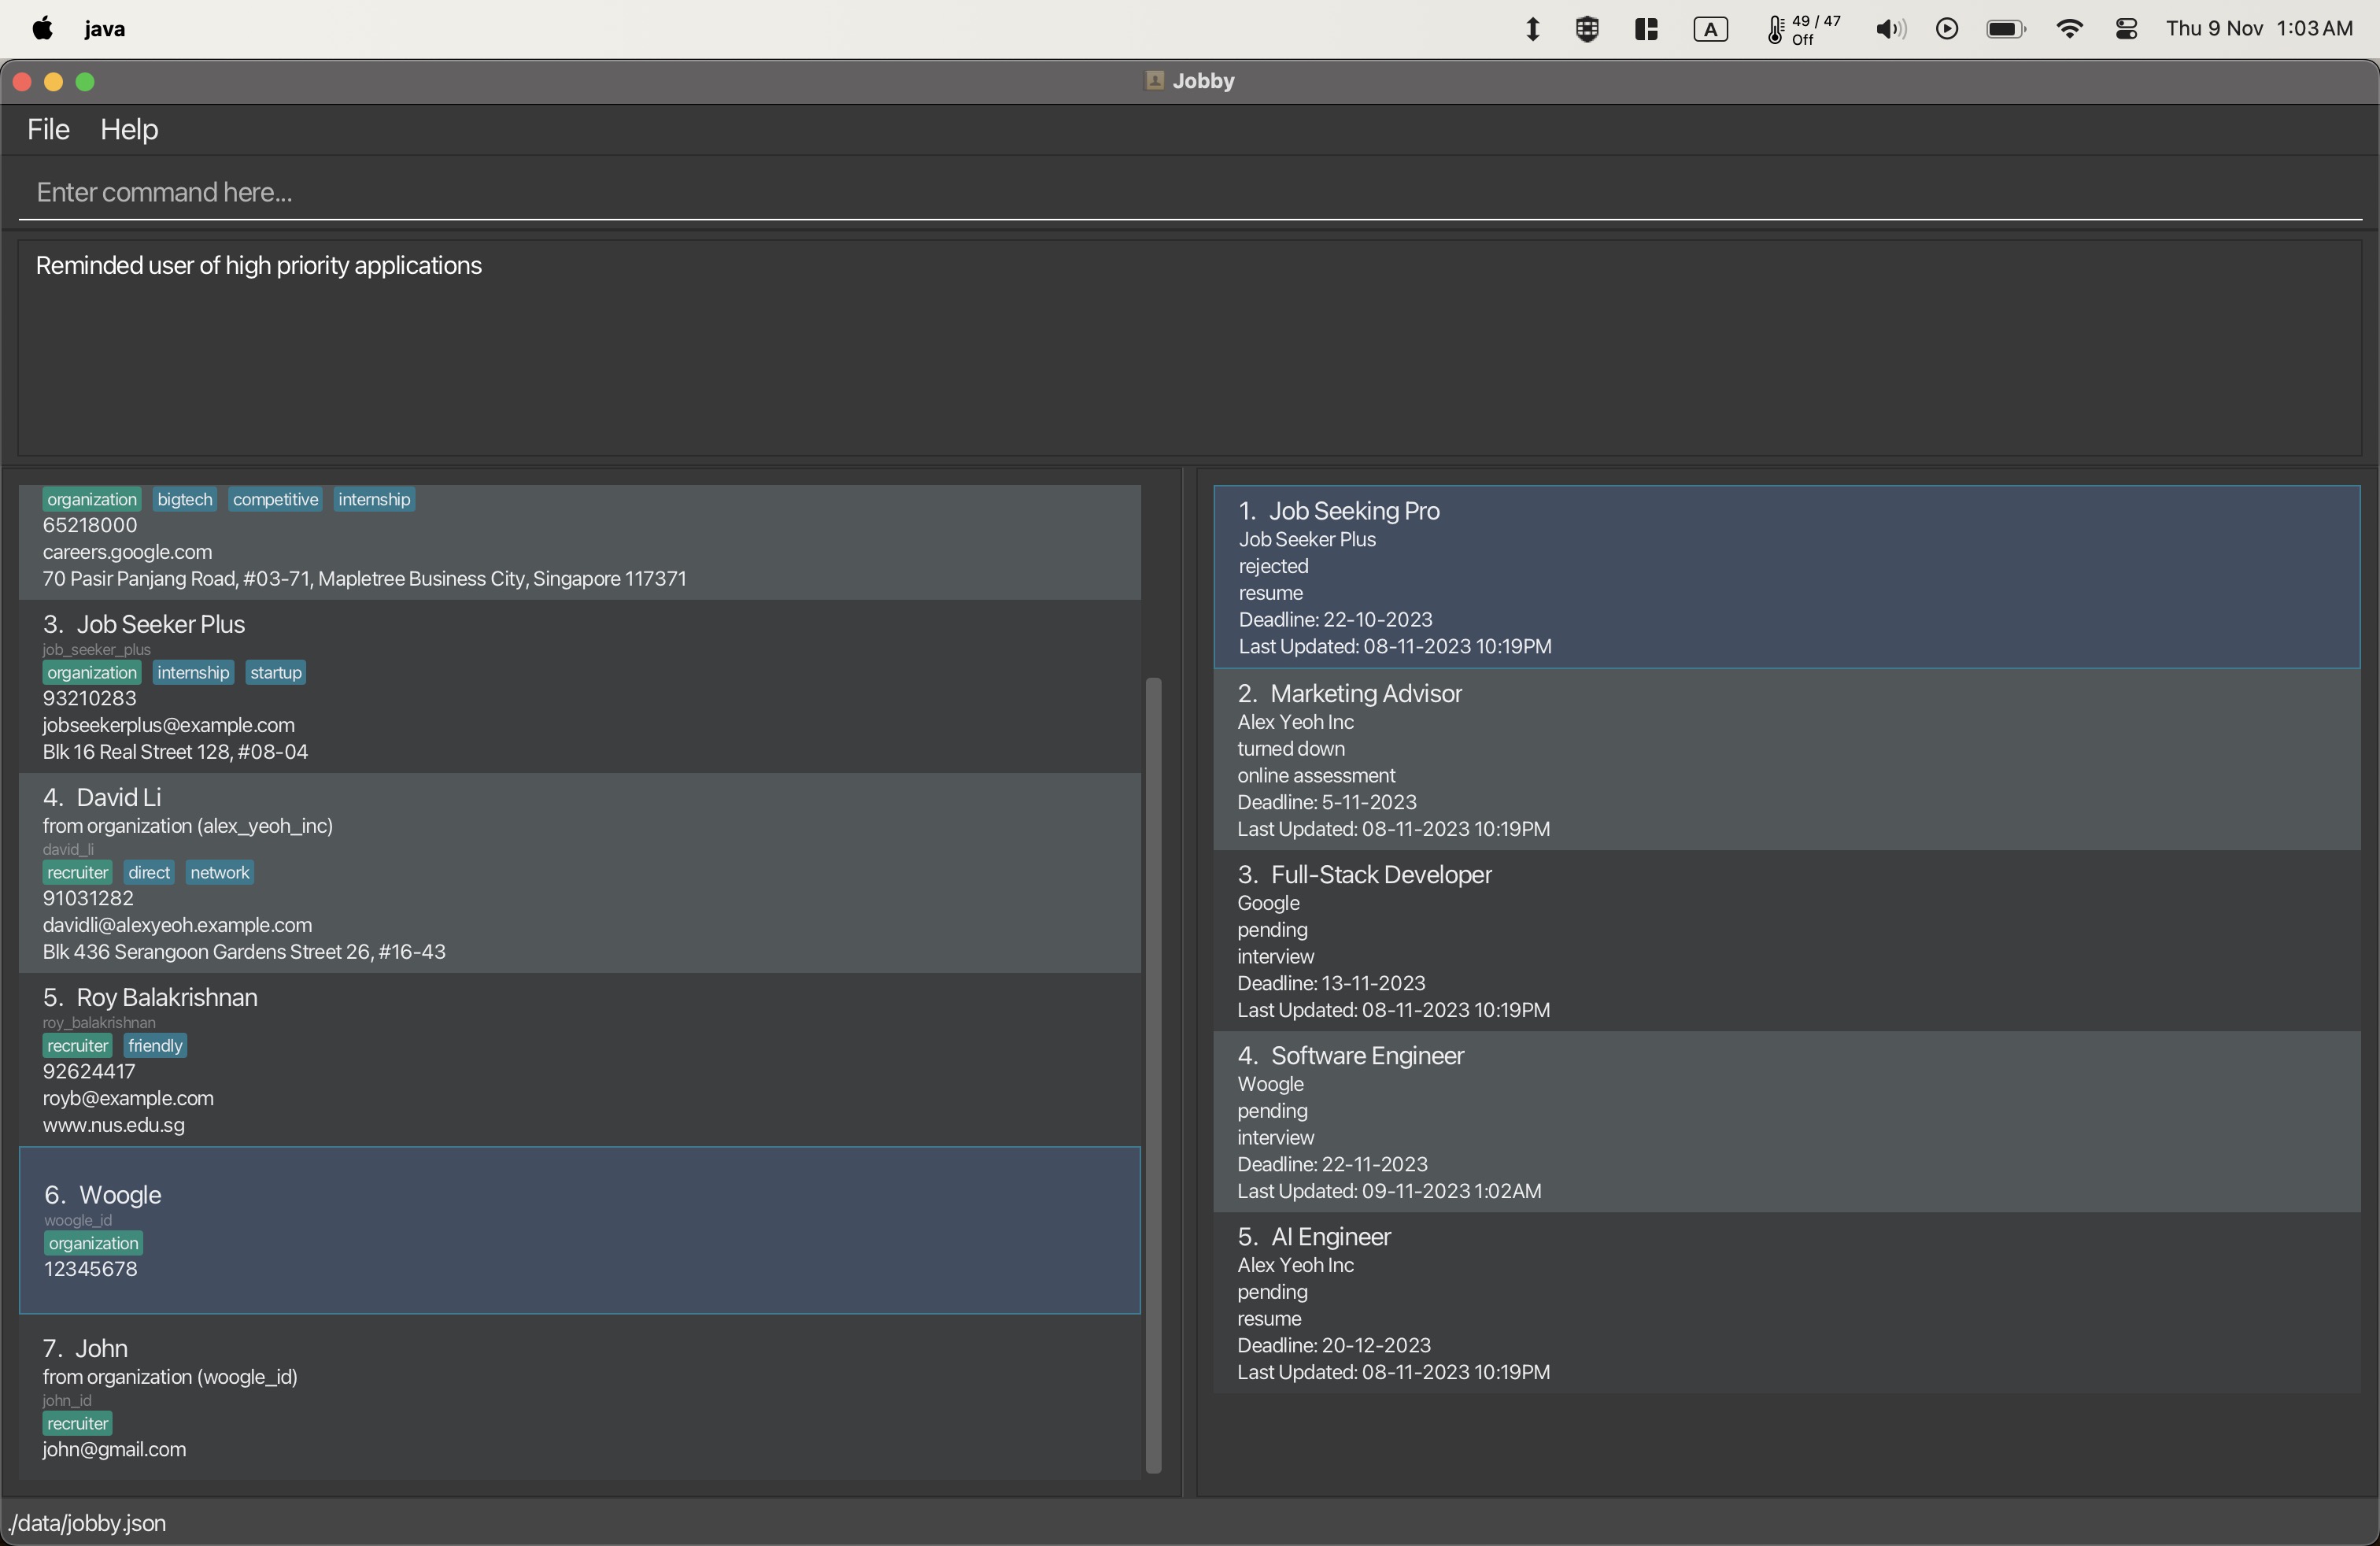 java
A
49 / 47
Off
Thu 9 Nov 1:03 AM
Jobby
File Help
Enter command here...
Reminded user of high priority applications
organization bigtech competitive internship
65218000
careers.google.com
70 Pasir Panjang Road, #03-71, Mapletree Business City, Singapore 117371
3. Job Seeker Plus
job_seeker_plus
organization internship startup
93210283
jobseekerplus@example.com
Blk 16 Real Street 128, #08-04
4. David Li
from organization (alex_yeoh_inc)
david_li
recruiter direct network
91031282
davidli@alexyeoh.example.com
Blk 436 Serangoon Gardens Street 26, #16-43
5. Roy Balakrishnan
roy_balakrishnan
recruiter friendly
92624417
royb@example.com
www.nus.edu.sg
6. Woogle
woogle_id
organization
12345678
7. John
from organization (woogle_id)
john_id
recruiter
john@gmail.com
1. Job Seeking Pro
Job Seeker Plus
rejected
resume
Deadline: 22-10-2023
Last Updated: 08-11-2023 10:19PM
2. Marketing Advisor
Alex Yeoh Inc
turned down
online assessment
Deadline: 5-11-2023
Last Updated: 08-11-2023 10:19PM
3. Full-Stack Developer
Google
pending
interview
Deadline: 13-11-2023
Last Updated: 08-11-2023 10:19PM
4. Software Engineer
Woogle
pending
interview
Deadline: 22-11-2023
Last Updated: 09-11-2023 1:02AM
5. AI Engineer
Alex Yeoh Inc
pending
resume
Deadline: 20-12-2023
Last Updated: 08-11-2023 10:19PM
./data/jobby.json